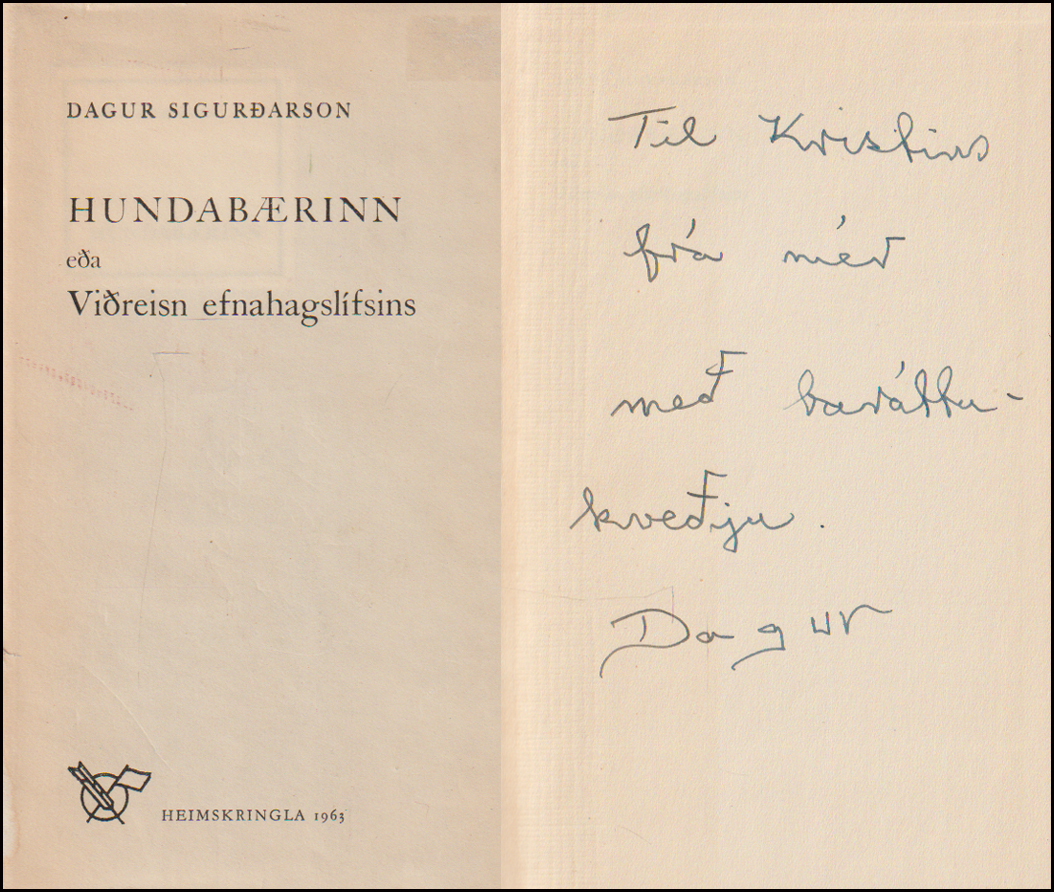 DAGUR SIGURÐARSON
HUNDABÆRINN
eða
Viðreisn efnahagslífsins
HEIMSKRINGLA 1963
Til Kristins
frá mér
með baráttu-
kveðju.
Dagur